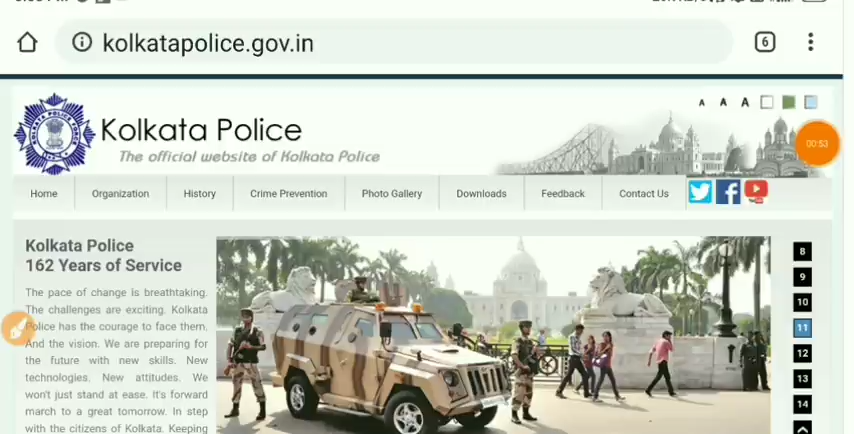 6
kolkatapolice.gov.in
KOLKATA POLICE FORCE
Kolkata Police
The official website of Kolkata Police
A A A
00:53
Home Organization History Crime Prevention Photo Gallery Downloads Feedback Contact Us
Kolkata Police
162 Years of Service
The pace of change is breathtaking.
The challenges are exciting. Kolkata
Police has the courage to face them.
And the vision. We are preparing for
the future with new skills. New
technologies. New attitudes. We
won't just stand at ease. It's forward
march to a great tomorrow. In step
with the citizens of Kolkata. Keeping
8
9
10
11
12
13
14